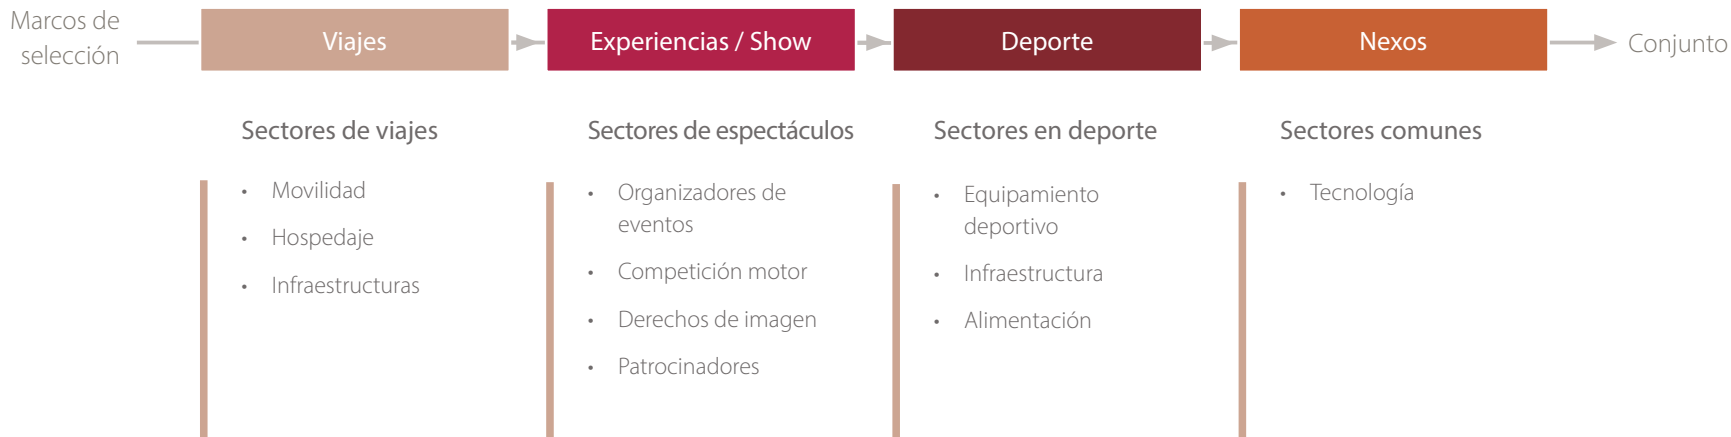 Marcos de
selección
Viajes
Experiencias / Show
Deporte
Nexos
Conjunto
Sectores de viajes
• Movilidad
• Hospedaje
• Infraestructuras
Sectores de espectáculos
• Organizadores de
eventos
• Competición motor
• Derechos de imagen
• Patrocinadores
Sectores en deporte
• Equipamiento
deportivo
• Infraestructura
• Alimentación
Sectores comunes
• Tecnología